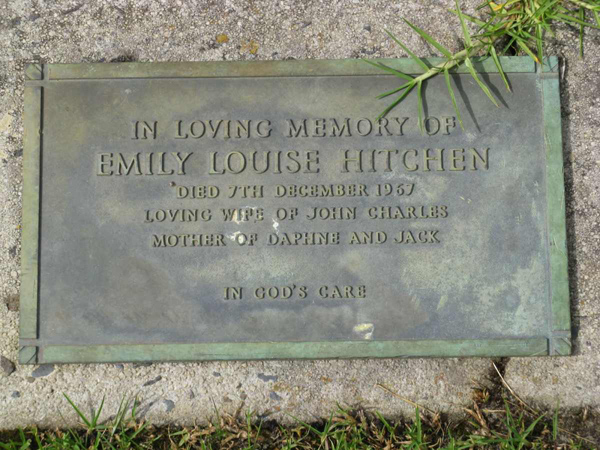 IN LOVING MEMORY OF
EMILY LOUISE HITCHEN
DIED 7TH DECEMBER 1967
LOVING WIFE OF JOHN CHARLES
MOTHER OF DAPHNE AND JACK
IN GOD'S CARE